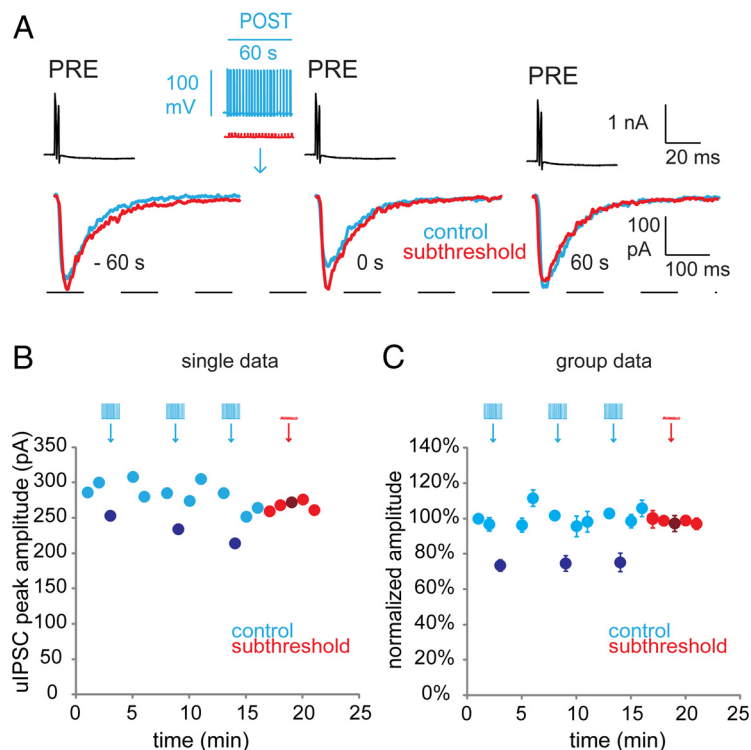 A
POST
60 s
PRE
100
mV
PRE
PRE
1 nA
20 ms
- 60 s
control
subthreshold
0 s
60 s
100
pA
100 ms
B
single data
350
300
250
200
150
100
50
0
uIPSC peak amplitude (pA)
control
subthreshold
0
5
10
15
20
25
time (min)
C
group data
140%
120%
100%
80%
60%
40%
20%
0%
normalized amplitude
control
subthreshold
0
5
10
15
20
25
time (min)